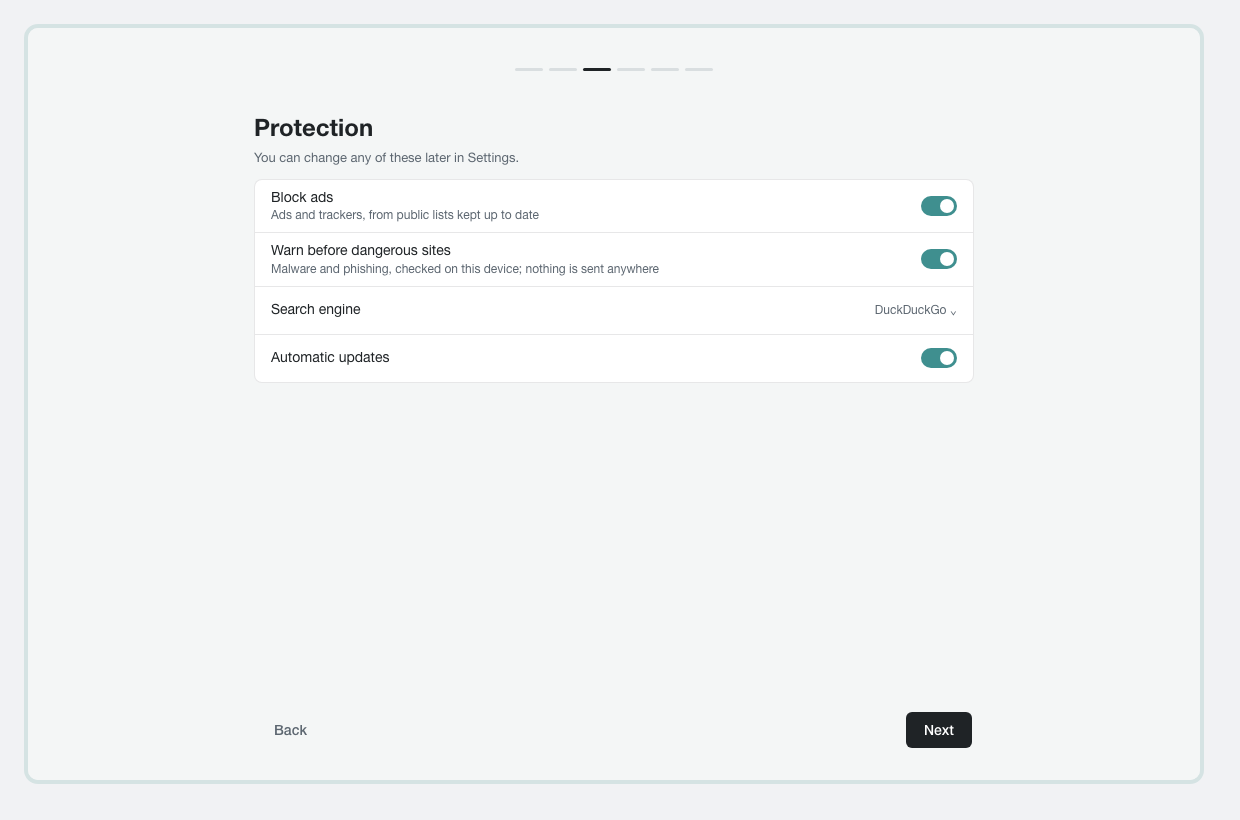 Protection
You can change any of these later in Settings.
Block ads
Ads and trackers, from public lists kept up to date
Warn before dangerous sites
Malware and phishing, checked on this device; nothing is sent anywhere
Search engine
DuckDuckGo
Automatic updates
Back
Next